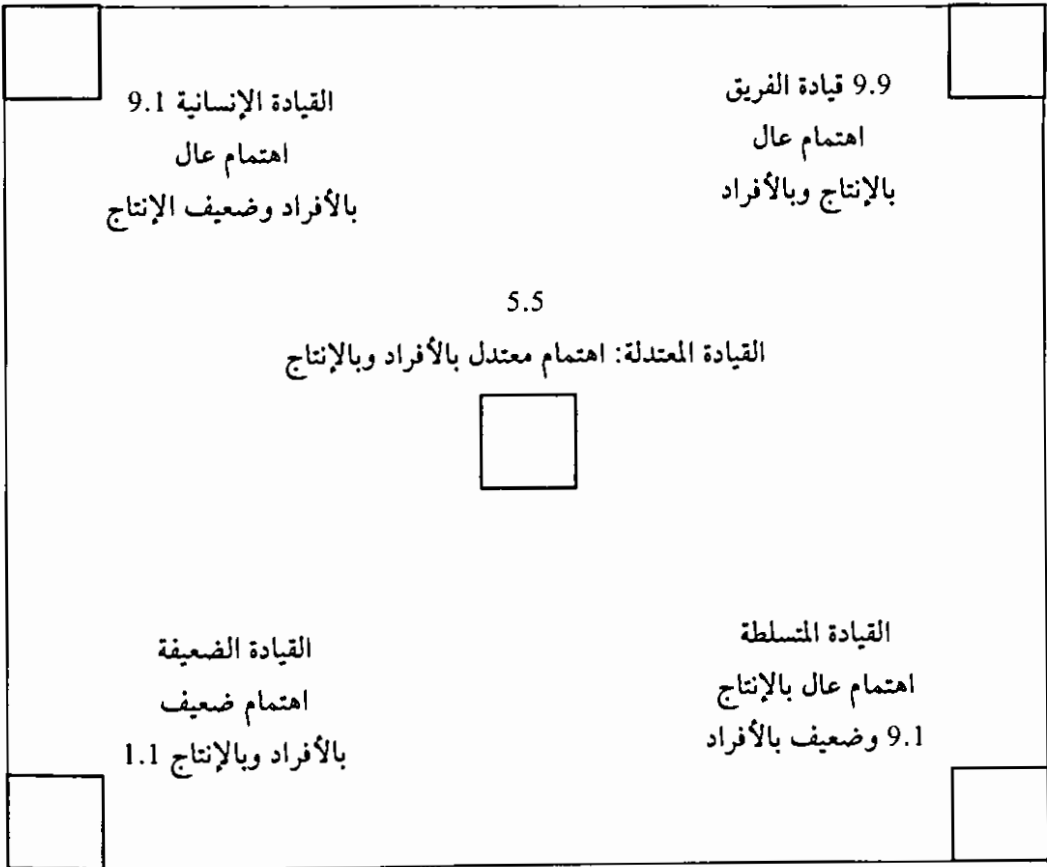 9.9 قيادة الفريق
اهتمام عال
بالإنتاج وبالأفراد
القيادة الإنسانية 9.1
اهتمام عال
بالأفراد وضعيف الإنتاج
5.5
القيادة المعتدلة: اهتمام معتدل بالأفراد وبالإنتاج
القيادة المتسلطة
اهتمام عال بالإنتاج
9.1 وضعيف بالأفراد
القيادة الضعيفة
اهتمام ضعيف
بالأفراد وبالإنتاج 1.1